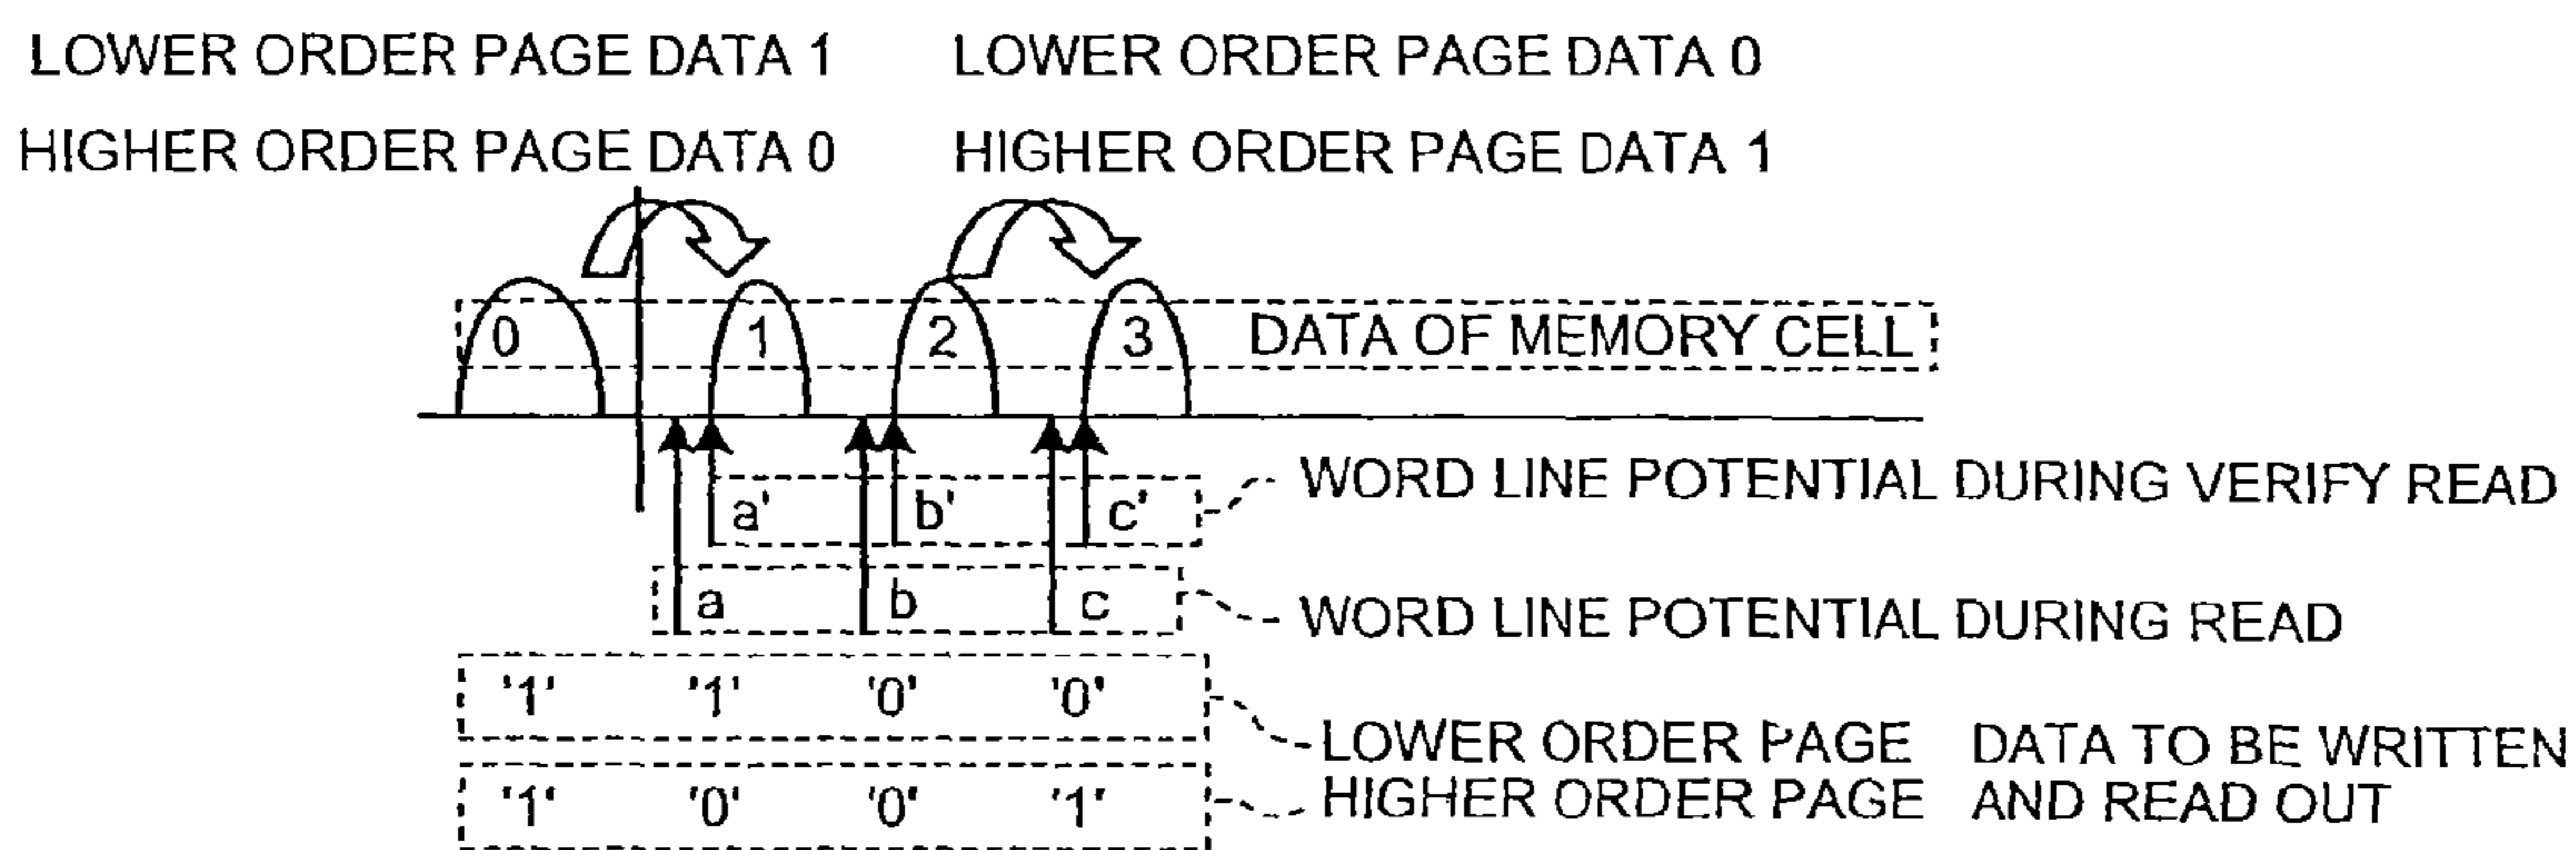 LOWER ORDER PAGE DATA 1 LOWER ORDER PAGE DATA 0
HIGHER ORDER PAGE DATA 0 HIGHER ORDER PAGE DATA 1
0 1 2 3 DATA OF MEMORY CELL
a' b' c' WORD LINE POTENTIAL DURING VERIFY READ
a b c WORD LINE POTENTIAL DURING READ
'1' '1' '0' '0'
LOWER ORDER PAGE DATA TO BE WRITTEN
'1' '0' '0' '1' HIGHER ORDER PAGE AND READ OUT